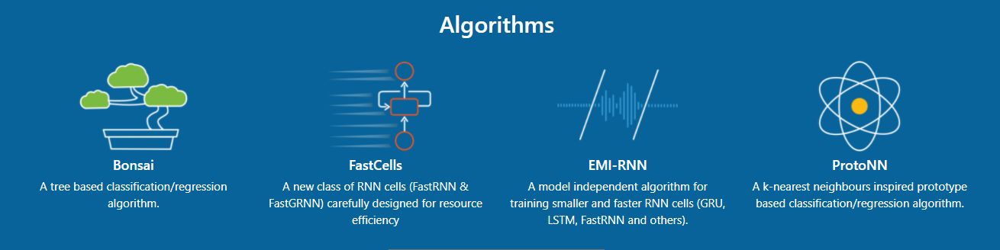 Algorithms
Bonsai
A tree based classification/regression
algorithm.
FastCells
A new class of RNN cells (FastRNN &
FastGRNN) carefully designed for resource
efficiency
EMI-RNN
A model independent algorithm for
training smaller and faster RNN cells (GRU,
LSTM, FastRNN and others).
ProtoNN
A k-nearest neighbours inspired prototype
based classification/regression algorithm.